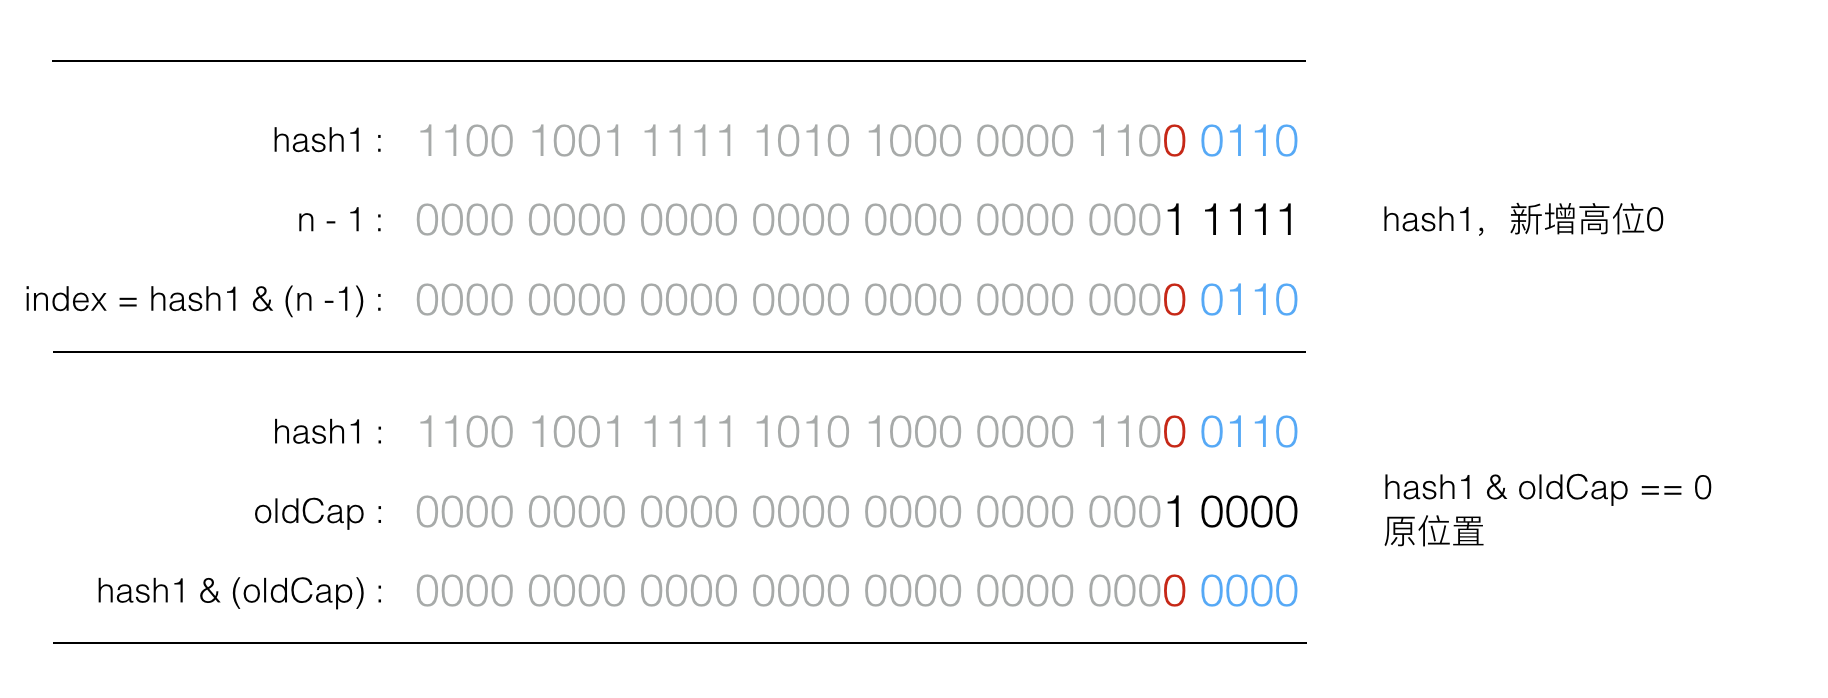 hash1 : 1100 1001 1111 1010 1000 0000 1100 0110
n - 1 : 0000 0000 0000 0000 0000 0000 0001 1111
hash1，新增高位0
index = hash1 & (n -1) : 0000 0000 0000 0000 0000 0000 0000 0110
hash1 : 1100 1001 1111 1010 1000 0000 1100 0110
hash1 & oldCap == 0
原位置
oldCap : 0000 0000 0000 0000 0000 0000 0001 0000
hash1 & (oldCap) : 0000 0000 0000 0000 0000 0000 0000 0000